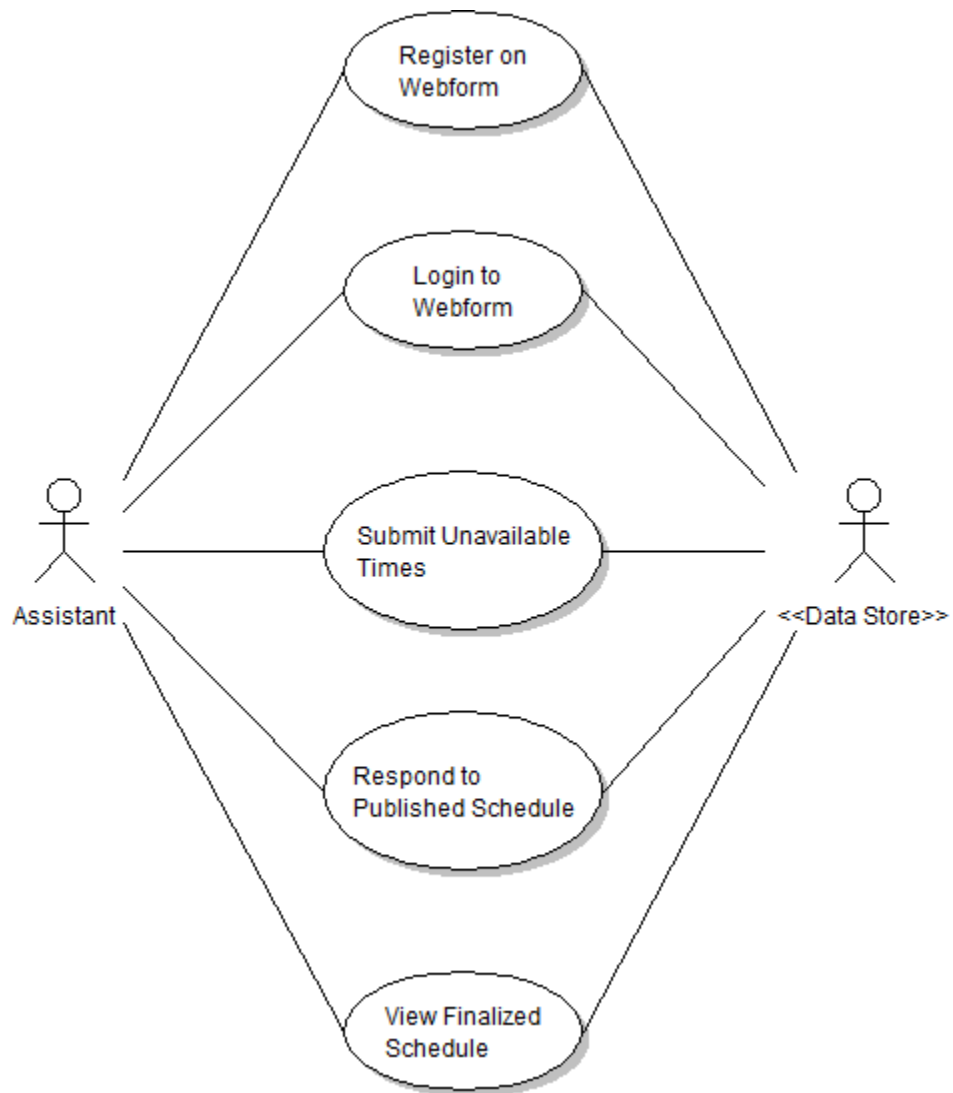 Register on
Webform
Login to
Webform
Submit Unavailable
Times
Assistant
<<Data Store>>
Respond to
Published Schedule
View Finalized
Schedule